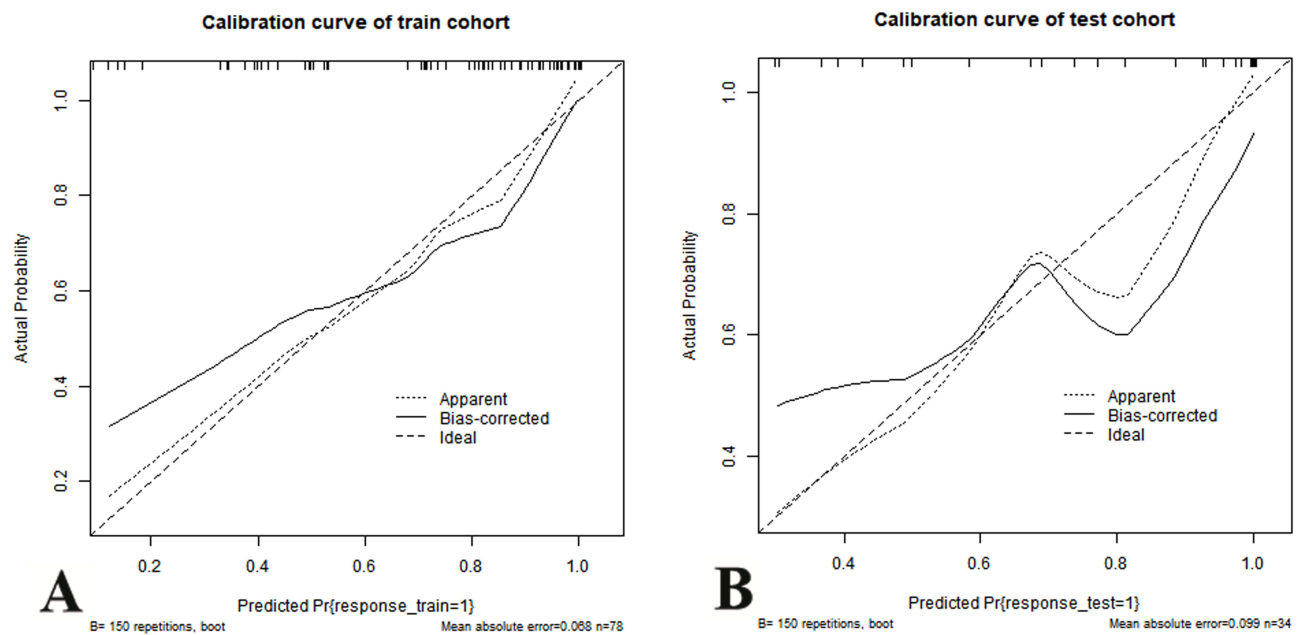 Calibration curve of train cohort
Actual Probability
0.2 0.4 0.6 0.8 1.0
Apparent
Bias-corrected
Ideal
0.2 0.4 0.6 0.8 1.0
Predicted Pr{response_train=1}
B= 150 repetitions, boot
Mean absolute error=0.068 n=78
A
Calibration curve of test cohort
Actual Probability
0.4 0.6 0.8 1.0
Apparent
Bias-corrected
Ideal
0.4 0.6 0.8 1.0
Predicted Pr{response_test=1}
B= 150 repetitions, boot
Mean absolute error=0.099 n=34
B